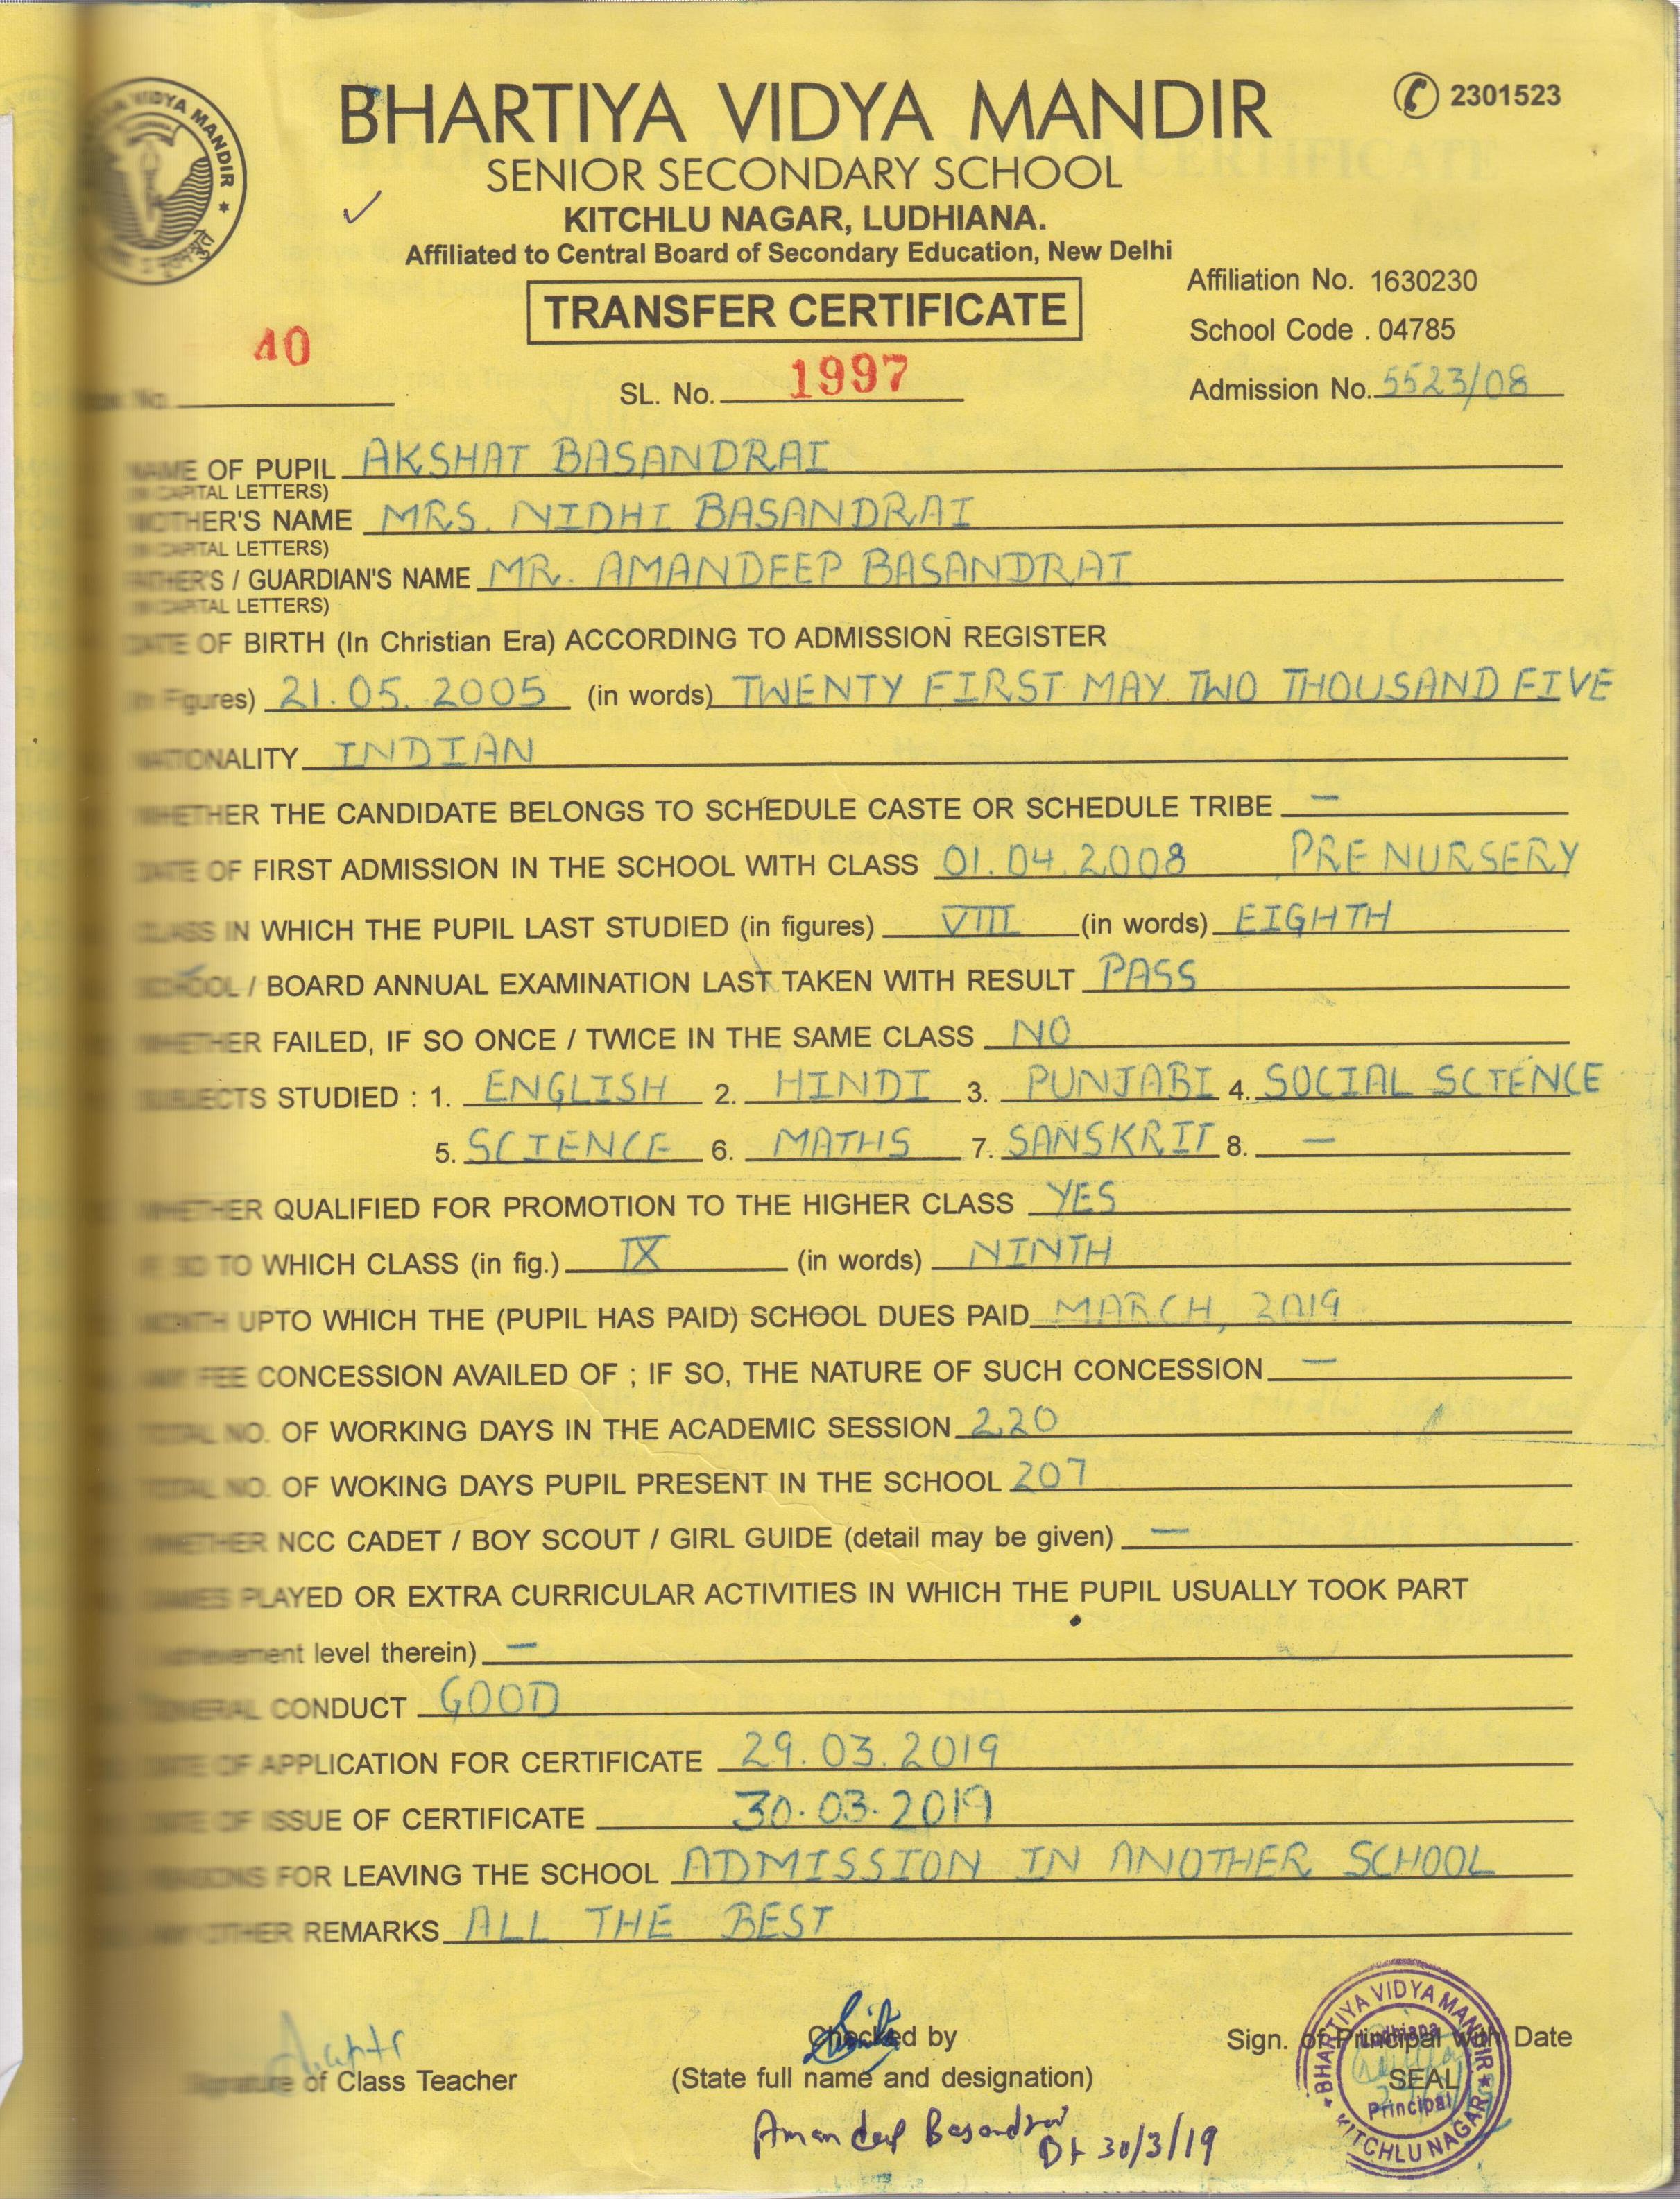 BHARTIYA VIDYA MANDIR
2301523
SENIOR SECONDARY SCHOOL
KITCHLU NAGAR, LUDHIANA.
Affiliated to Central Board of Secondary Education, New Delhi
VIDYA MANDIR
Affiliation No. 1630230
TRANSFER CERTIFICATE
School Code . 04785
40
No. SL. No. 1997 Admission No. 5523/08
NAME OF PUPIL AKSHAT BASANDRAI
(IN CAPITAL LETTERS)
MOTHER'S NAME MRS. NIDHI BASANDRAI
(IN CAPITAL LETTERS)
FATHER'S / GUARDIAN'S NAME MR. AMANDEEP BASANDRAI
(IN CAPITAL LETTERS)
DATE OF BIRTH (In Christian Era) ACCORDING TO ADMISSION REGISTER
(In Figures) 21.05.2005 (in words) TWENTY FIRST MAY TWO THOUSAND FIVE
NATIONALITY INDIAN
WHETHER THE CANDIDATE BELONGS TO SCHEDULE CASTE OR SCHEDULE TRIBE —
DATE OF FIRST ADMISSION IN THE SCHOOL WITH CLASS 01.04.2008 PRE NURSERY
CLASS IN WHICH THE PUPIL LAST STUDIED (in figures) VIII (in words) EIGHTH
SCHOOL / BOARD ANNUAL EXAMINATION LAST TAKEN WITH RESULT PASS
WHETHER FAILED, IF SO ONCE / TWICE IN THE SAME CLASS NO
SUBJECTS STUDIED : 1. ENGLISH 2. HINDI 3. PUNJABI 4. SOCIAL SCIENCE
5. SCIENCE 6. MATHS 7. SANSKRIT 8. —
WHETHER QUALIFIED FOR PROMOTION TO THE HIGHER CLASS YES
IF SO TO WHICH CLASS (in fig.) IX (in words) NINTH
MONTH UPTO WHICH THE (PUPIL HAS PAID) SCHOOL DUES PAID MARCH, 2019
ANY FEE CONCESSION AVAILED OF ; IF SO, THE NATURE OF SUCH CONCESSION —
TOTAL NO. OF WORKING DAYS IN THE ACADEMIC SESSION 220
TOTAL NO. OF WOKING DAYS PUPIL PRESENT IN THE SCHOOL 207
WHETHER NCC CADET / BOY SCOUT / GIRL GUIDE (detail may be given) —
GAMES PLAYED OR EXTRA CURRICULAR ACTIVITIES IN WHICH THE PUPIL USUALLY TOOK PART
achievement level therein) —
GENERAL CONDUCT GOOD
DATE OF APPLICATION FOR CERTIFICATE 29.03.2019
DATE OF ISSUE OF CERTIFICATE 30.03.2019
REASONS FOR LEAVING THE SCHOOL ADMISSION IN ANOTHER SCHOOL
ANY OTHER REMARKS ALL THE BEST
Checked by
Sign. of Principal with Date
Signature of Class Teacher
(State full name and designation)
SEAL
BHARTIYA VIDYA MANDIR
Ludhiana
Principal
KITCHLU NAGAR
Amandeep Basandrai
Dt 30/3/19